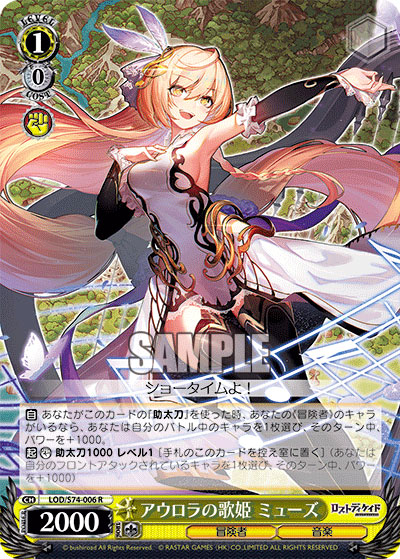 LEVEL
1
0
COST
SAMPLE
ショータイムよ！
自 あなたがこのカードの『助太刀』を使った時、あなたの《冒険者》のキャラ
がいるなら、あなたは自分のバトル中のキャラを1枚選び、そのターン中、
パワーを+1000。
起 助太刀1000 レベル1 ［手札のこのカードを控え室に置く］ （あなたは
自分のフロントアタックされているキャラを1枚選び、そのターン中、パワー
を+1000）
CH LOD/S74-006 R
POWER 2000 SOUL アウロラの歌姫 ミューズ
冒険者 音楽
ロストディケイド
©bushiroad All Rights Reserved. © RASTAR GAMES (HK) CO., LIMITED ALL RIGHTS RESERVED.